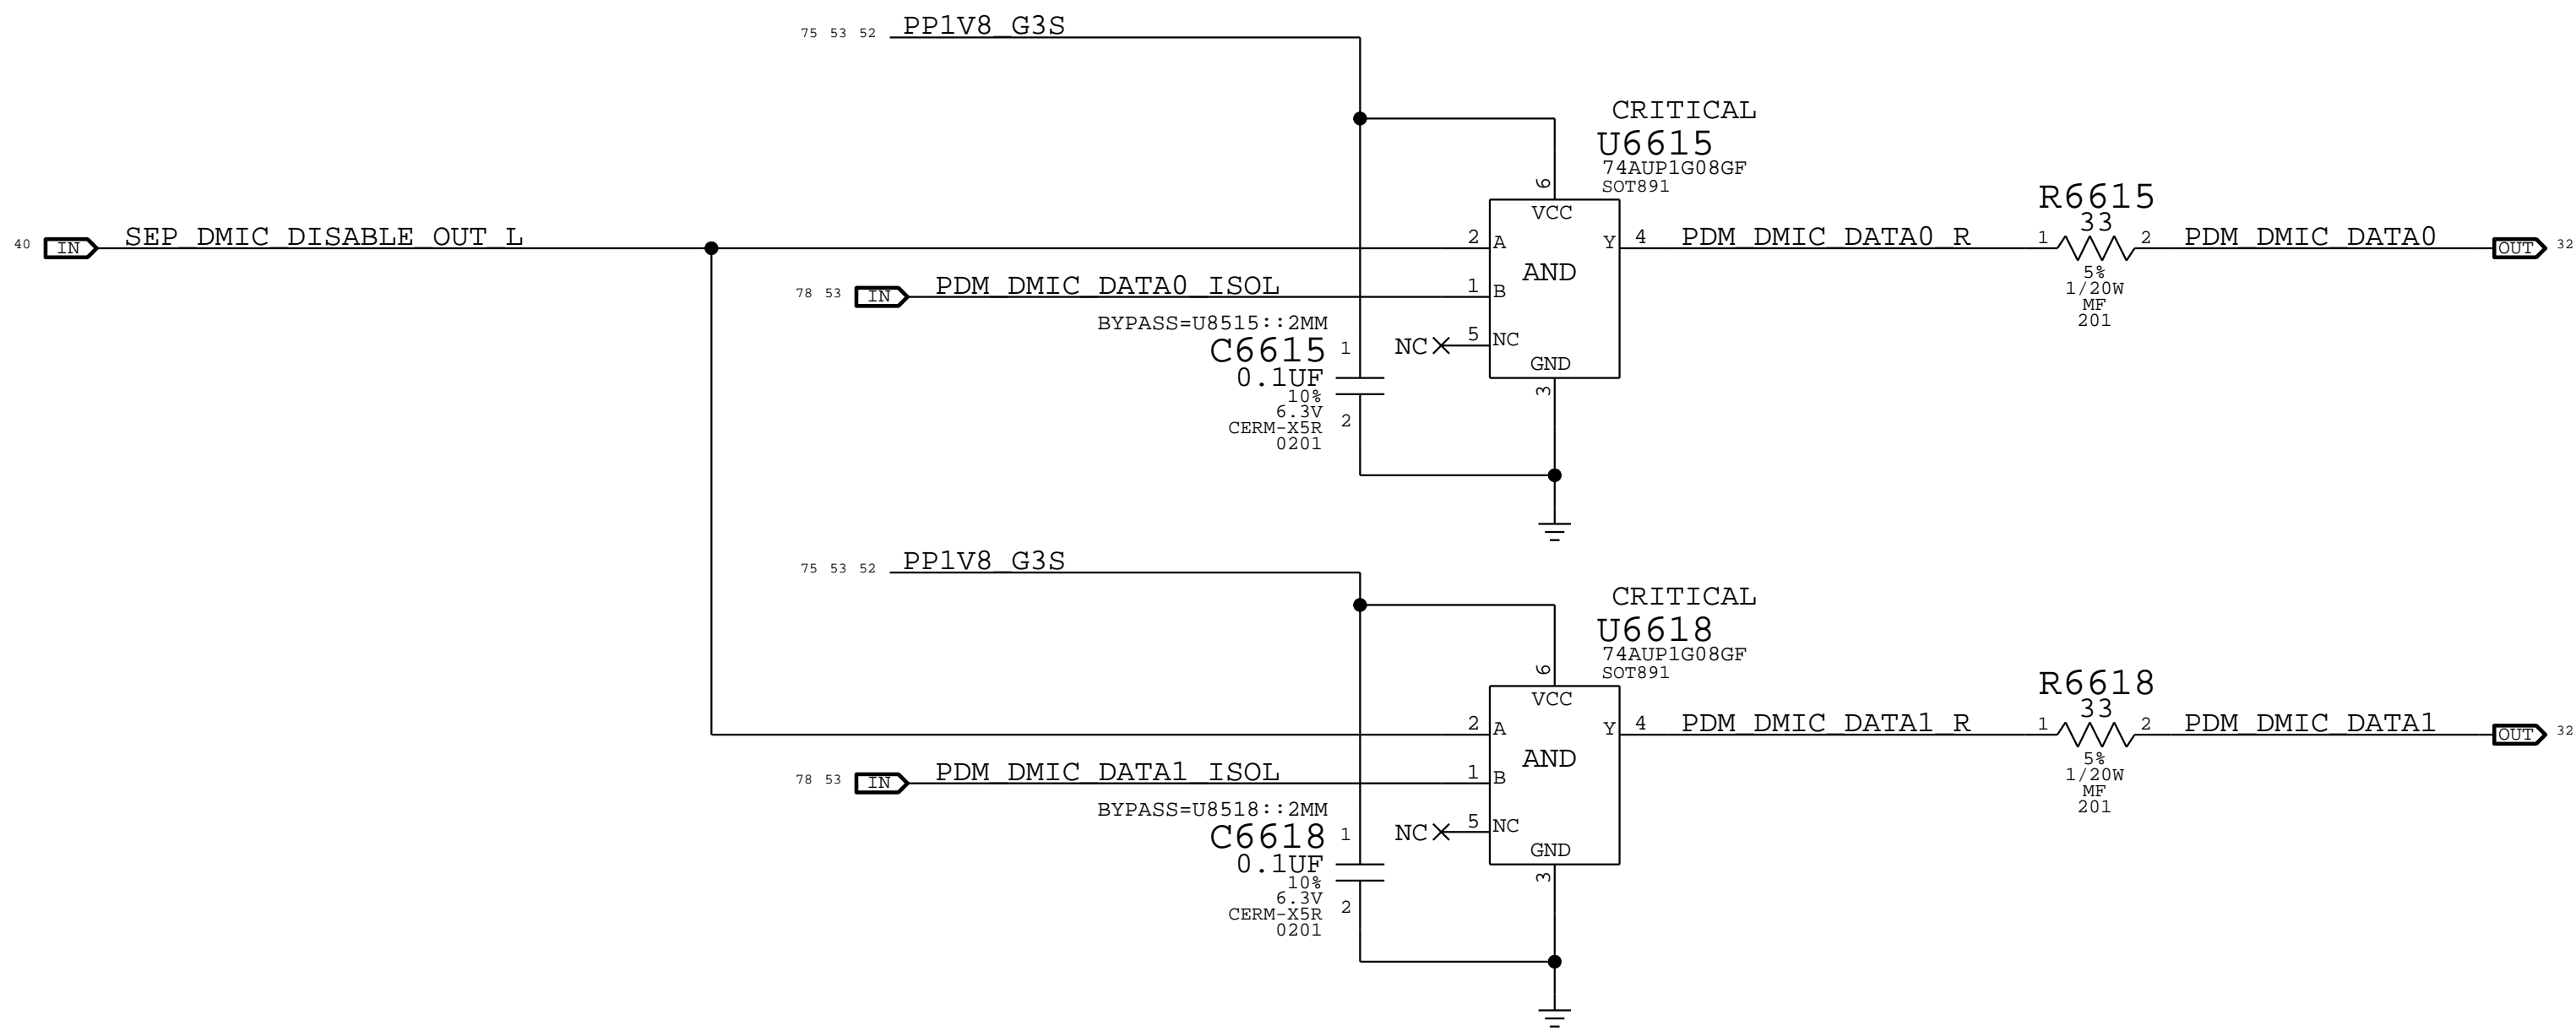 75 53 52 PP1V8_G3S
CRITICAL
U6615
74AUP1G08GF
SOT891
6
VCC
R6615
33
40 IN SEP_DMIC_DISABLE_OUT_L
2 A
Y 4
PDM_DMIC_DATA0_R
1 2
PDM_DMIC_DATA0
OUT 32
AND
5%
1/20W
MF
201
78 53 IN PDM_DMIC_DATA0_ISOL
1 B
BYPASS=U8515::2MM
C6615 1
NC 5 NC
0.1UF
GND
3
10%
6.3V
2
CERM-X5R
0201
75 53 52 PP1V8_G3S
CRITICAL
U6618
74AUP1G08GF
SOT891
6
VCC
R6618
33
2 A
Y 4
PDM_DMIC_DATA1_R
1 2
PDM_DMIC_DATA1
OUT 32
AND
5%
1/20W
MF
201
78 53 IN PDM_DMIC_DATA1_ISOL
1 B
BYPASS=U8518::2MM
C6618 1
NC 5 NC
0.1UF
GND
3
10%
6.3V
2
CERM-X5R
0201